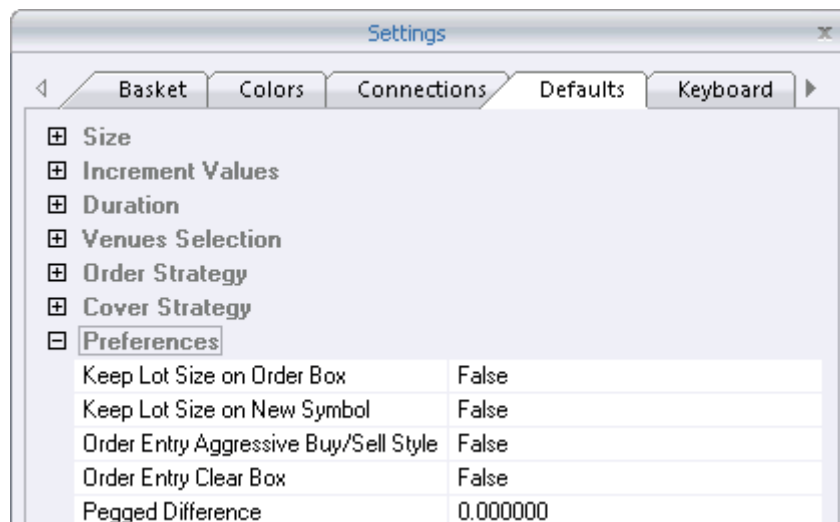 Settings
Basket Colors Connections Defaults Keyboard
Size
Increment Values
Duration
Venues Selection
Order Strategy
Cover Strategy
Preferences
Keep Lot Size on Order Box False
Keep Lot Size on New Symbol False
Order Entry Aggressive Buy/Sell Style False
Order Entry Clear Box False
Pegged Difference 0.000000